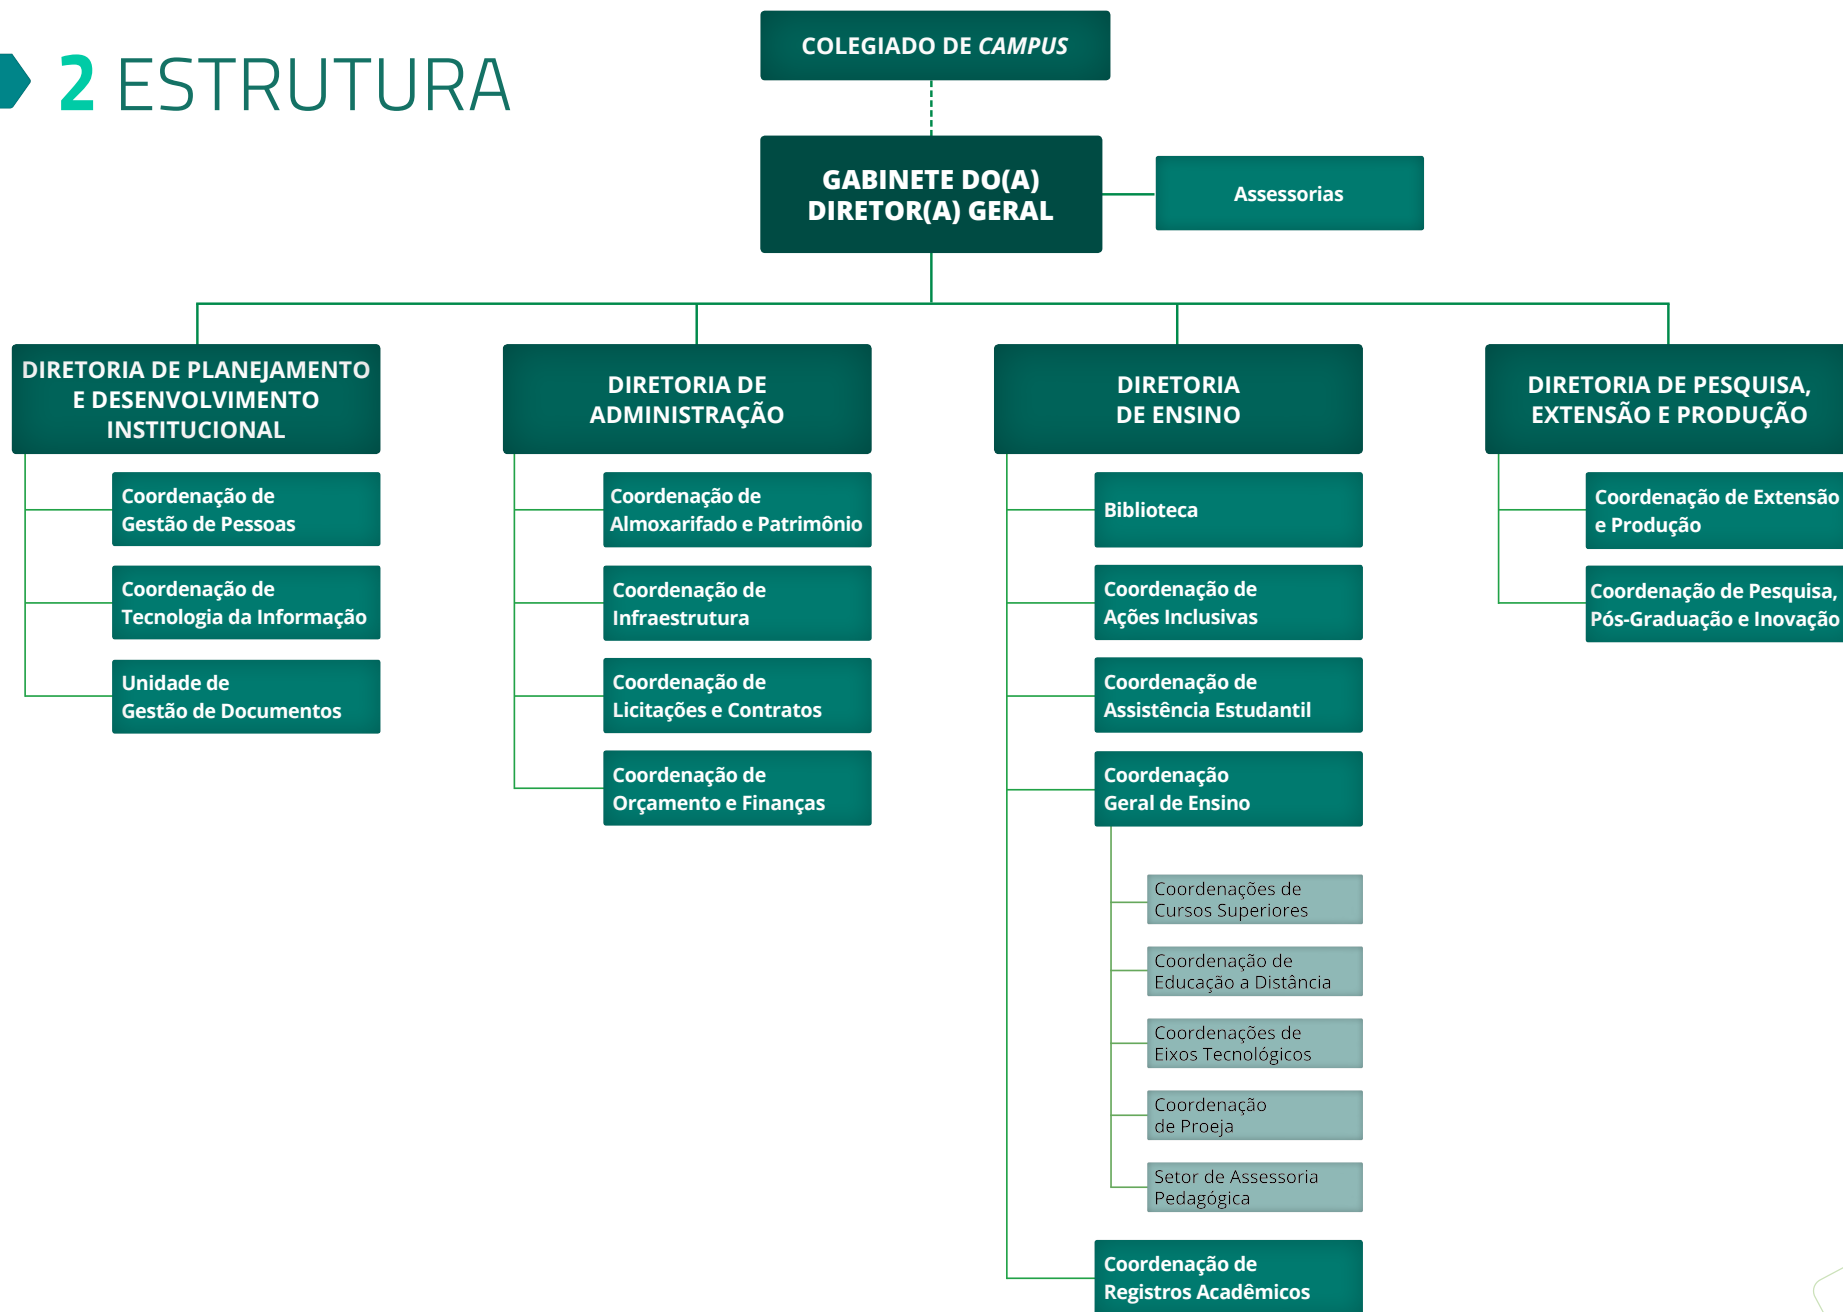 2 ESTRUTURA
COLEGIADO DE CAMPUS
GABINETE DO(A)
DIRETOR(A) GERAL
Assessorias
DIRETORIA DE PLANEJAMENTO
E DESENVOLVIMENTO
INSTITUCIONAL
Coordenação de
Gestão de Pessoas
Coordenação de
Tecnologia da Informação
Unidade de
Gestão de Documentos
DIRETORIA DE
ADMINISTRAÇÃO
Coordenação de
Almoxarifado e Patrimônio
Coordenação de
Infraestrutura
Coordenação de
Licitações e Contratos
Coordenação de
Orçamento e Finanças
DIRETORIA
DE ENSINO
Biblioteca
Coordenação de
Ações Inclusivas
Coordenação de
Assistência Estudantil
Coordenação
Geral de Ensino
Coordenações de
Cursos Superiores
Coordenação de
Educação a Distância
Coordenações de
Eixos Tecnológicos
Coordenação
de Proeja
Setor de Assessoria
Pedagógica
Coordenação de
Registros Acadêmicos
DIRETORIA DE PESQUISA,
EXTENSÃO E PRODUÇÃO
Coordenação de Extensão
e Produção
Coordenação de Pesquisa,
Pós-Graduação e Inovação